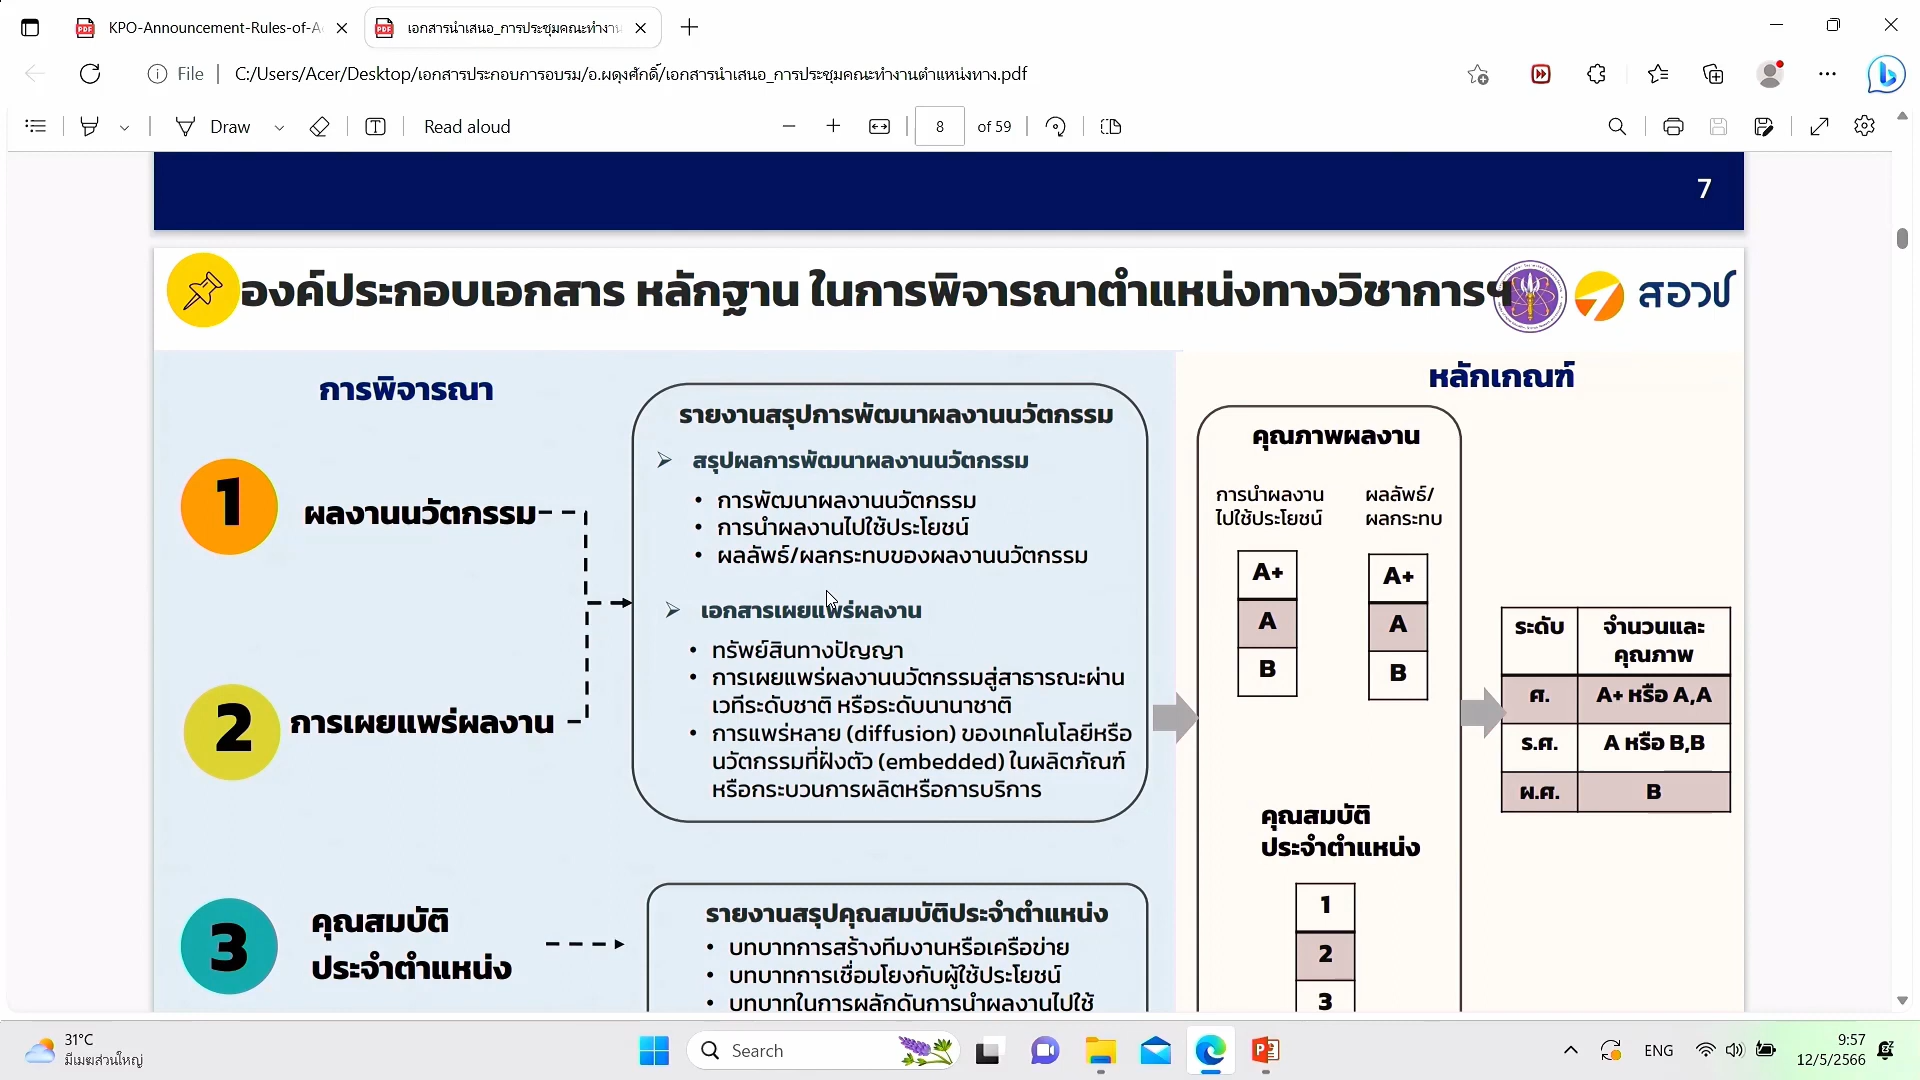 KPO-Announcement-Rules-of-Ac
เอกสารนำเสนอ_การประชุมคณะทำงาน
File
C:/Users/Acer/Desktop/เอกสารประกอบการอบรม/อ.ผดุงศักดิ์/เอกสารนำเสนอ_การประชุมคณะทำงานตำแหน่งทาง.pdf
Draw
Read aloud
8 of 59
7
องค์ประกอบเอกสาร หลักฐาน ในการพิจารณาตำแหน่งทางวิชาการฯ
สอวช
การพิจารณา
1
ผลงานนวัตกรรม
2
การเผยแพร่ผลงาน
3
คุณสมบัติ
ประจำตำแหน่ง
รายงานสรุปการพัฒนาผลงานนวัตกรรม
➢ สรุปผลการพัฒนาผลงานนวัตกรรม
• การพัฒนาผลงานนวัตกรรม
• การนำผลงานไปใช้ประโยชน์
• ผลลัพธ์/ผลกระทบของผลงานนวัตกรรม
➢ เอกสารเผยแพร่ผลงาน
• ทรัพย์สินทางปัญญา
• การเผยแพร่ผลงานนวัตกรรมสู่สาธารณะผ่าน
เวทีระดับชาติ หรือระดับนานาชาติ
• การแพร่หลาย (diffusion) ของเทคโนโลยีหรือ
นวัตกรรมที่ฝังตัว (embedded) ในผลิตภัณฑ์
หรือกระบวนการผลิตหรือการบริการ
รายงานสรุปคุณสมบัติประจำตำแหน่ง
• บทบาทการสร้างทีมงานหรือเครือข่าย
• บทบาทการเชื่อมโยงกับผู้ใช้ประโยชน์
• บทบาทในการผลักดันการนำผลงานไปใช้
หลักเกณฑ์
คุณภาพผลงาน
การนำผลงาน
ไปใช้ประโยชน์
A+
A
B
ผลลัพธ์/
ผลกระทบ
A+
A
B
คุณสมบัติ
ประจำตำแหน่ง
1
2
3
ระดับ จำนวนและ
คุณภาพ
ศ. A+ หรือ A,A
ร.ศ. A หรือ B,B
ผ.ศ. B
31°C
มีเมฆส่วนใหญ่
Search
ENG
9:57
12/5/2566